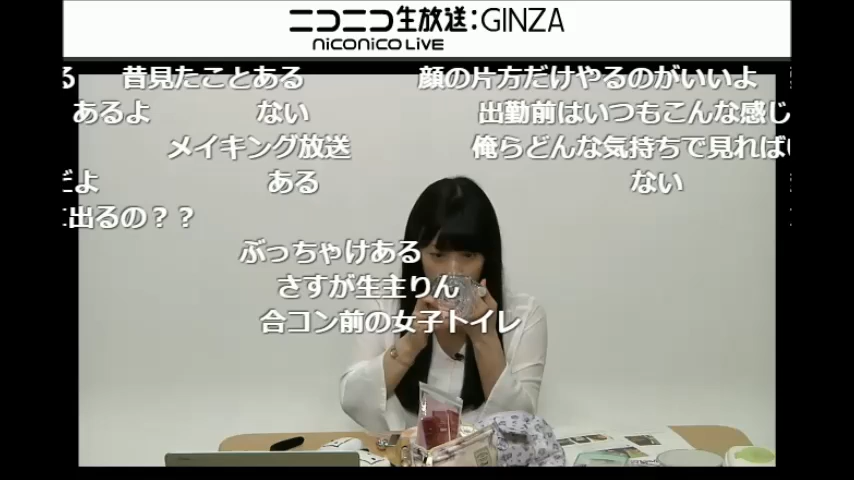 ニコニコ生放送:GINZA
niconico LIVE
る 昔見たことある 顔の片方だけやるのがいいよ
あるよ ない 出勤前はいつもこんな感じ
メイキング放送 俺らどんな気持ちで見れば
だよ ある ない
に出るの？？
ぶっちゃけある
さすが生主りん
合コン前の女子トイレ